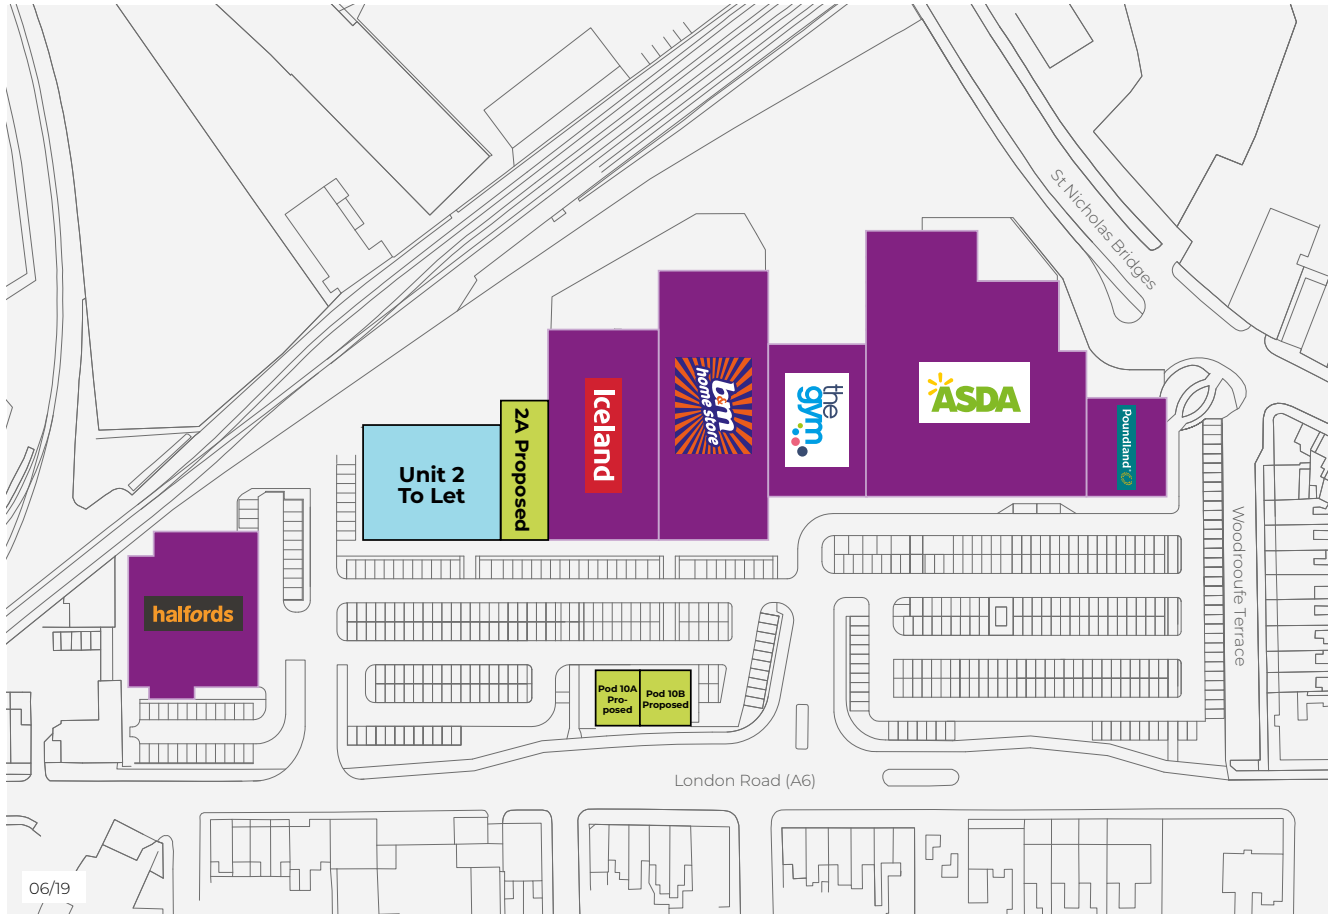 St Nicholas Bridges
Iceland
b&m
home store
the
gym.
ASDA
Poundland
2A Proposed
Unit 2
To Let
Woodrooufe Terrace
halfords
Pod 10A
Pro-
posed
Pod 10B
Proposed
London Road (A6)
06/19